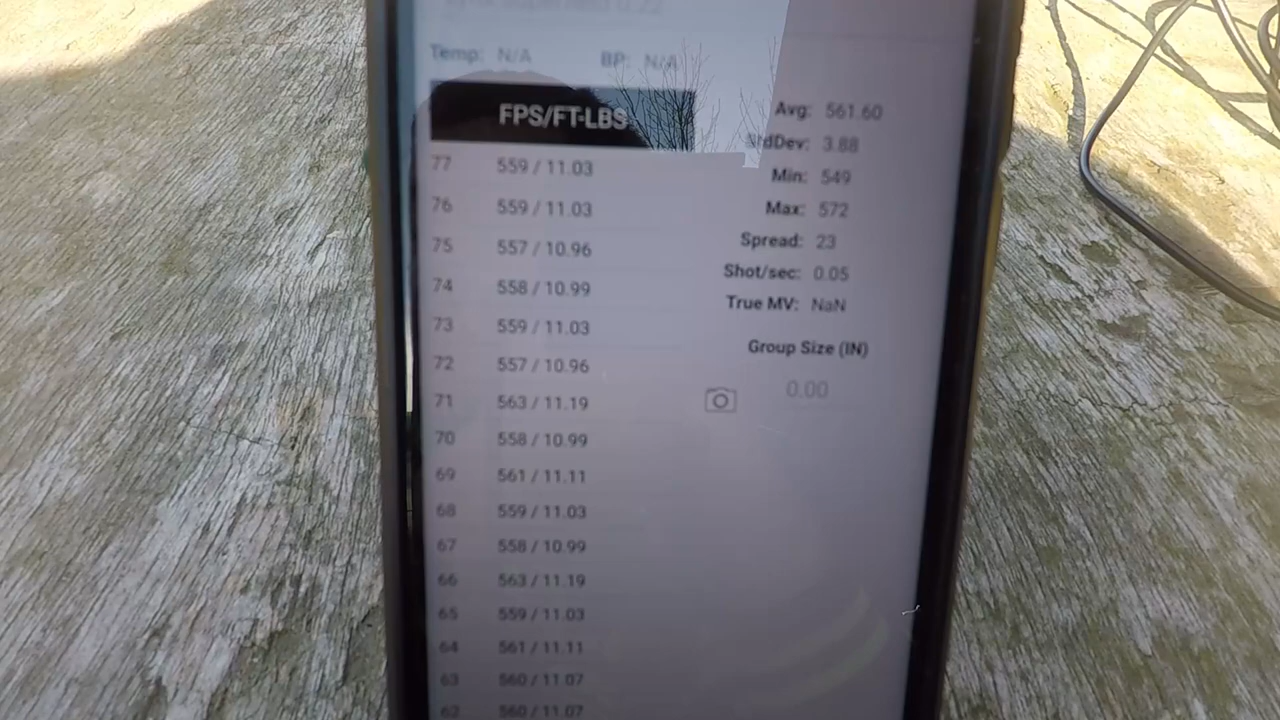 Temp: N/A BP: N/A
FPS/FT-LBS
77 559 / 11.03
76 559 / 11.03
75 557 / 10.96
74 558 / 10.99
73 559 / 11.03
72 557 / 10.96
71 563 / 11.19
70 558 / 10.99
69 561 / 11.11
68 559 / 11.03
67 558 / 10.99
66 563 / 11.19
65 559 / 11.03
64 561 / 11.11
63 560 / 11.07
62 560 / 11.07
Avg: 561.60
StdDev: 3.88
Min: 549
Max: 572
Spread: 23
Shot/sec: 0.05
True MV: NaN
Group Size (IN)
0.00